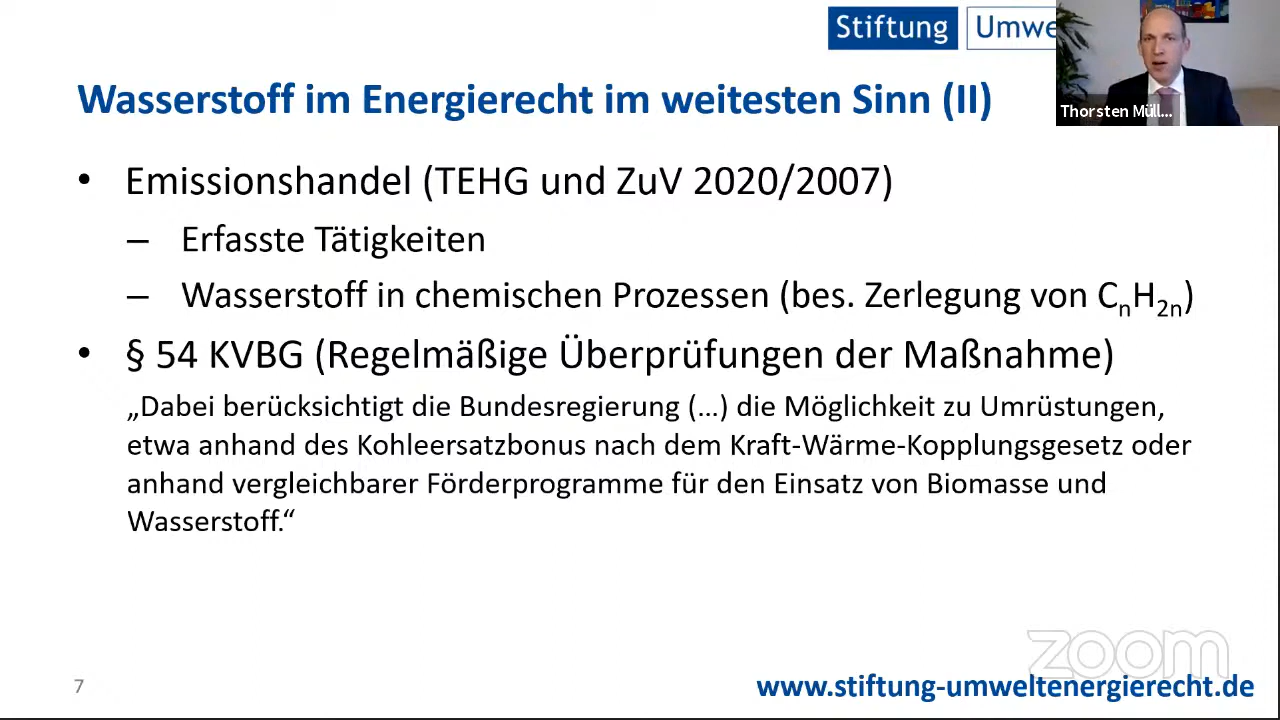 Stiftung Umwe
Thorsten Müll...
Wasserstoff im Energierecht im weitesten Sinn (II)
• Emissionshandel (TEHG und ZuV 2020/2007)
– Erfasste Tätigkeiten
– Wasserstoff in chemischen Prozessen (bes. Zerlegung von CnH2n)
• § 54 KVBG (Regelmäßige Überprüfungen der Maßnahme)
„Dabei berücksichtigt die Bundesregierung (…) die Möglichkeit zu Umrüstungen,
etwa anhand des Kohleersatzbonus nach dem Kraft-Wärme-Kopplungsgesetz oder
anhand vergleichbarer Förderprogramme für den Einsatz von Biomasse und
Wasserstoff.“
zoom
7
www.stiftung-umweltenergierecht.de